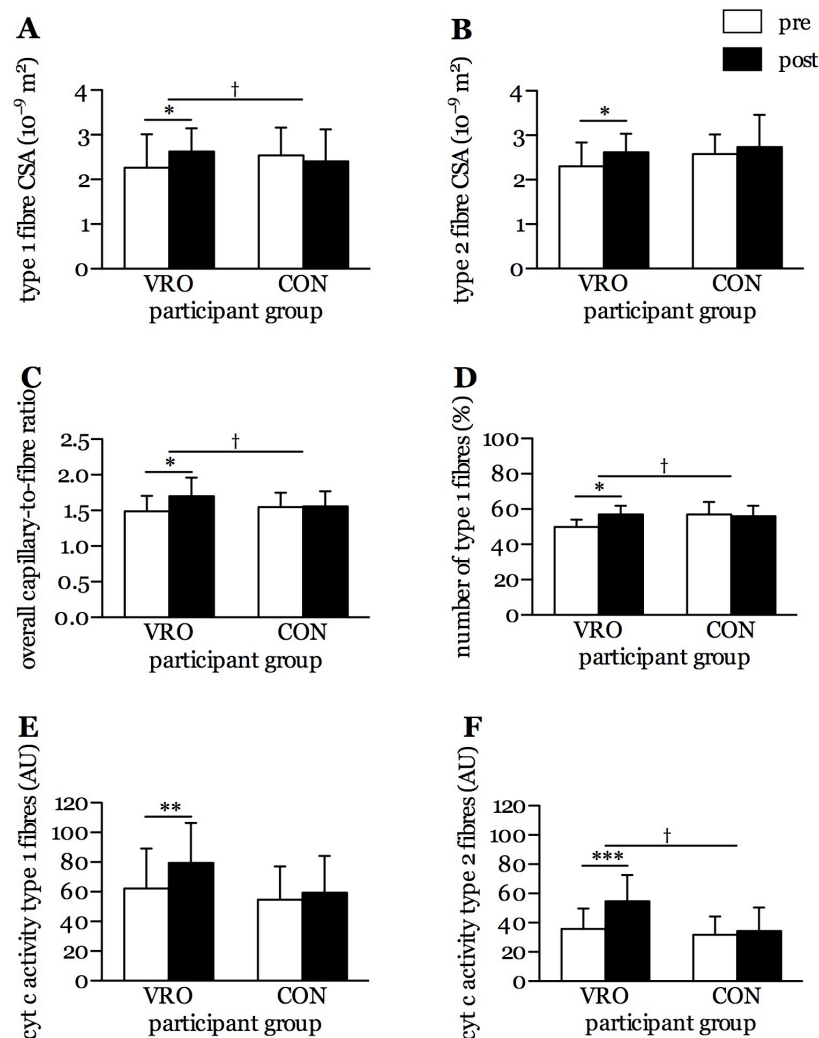 pre
post
A
type 1 fibre CSA (10⁻⁹ m²)
4
3
2
1
0
*
†
VRO
CON
participant group
B
type 2 fibre CSA (10⁻⁹ m²)
4
3
2
1
0
*
VRO
CON
participant group
C
overall capillary-to-fibre ratio
2.5
2.0
1.5
1.0
0.5
0.0
*
†
VRO
CON
participant group
D
number of type 1 fibres (%)
100
80
60
40
20
0
*
†
VRO
CON
participant group
E
cyt c activity type 1 fibres (AU)
120
100
80
60
40
20
0
**
VRO
CON
participant group
F
cyt c activity type 2 fibres (AU)
120
100
80
60
40
20
0
***
†
VRO
CON
participant group